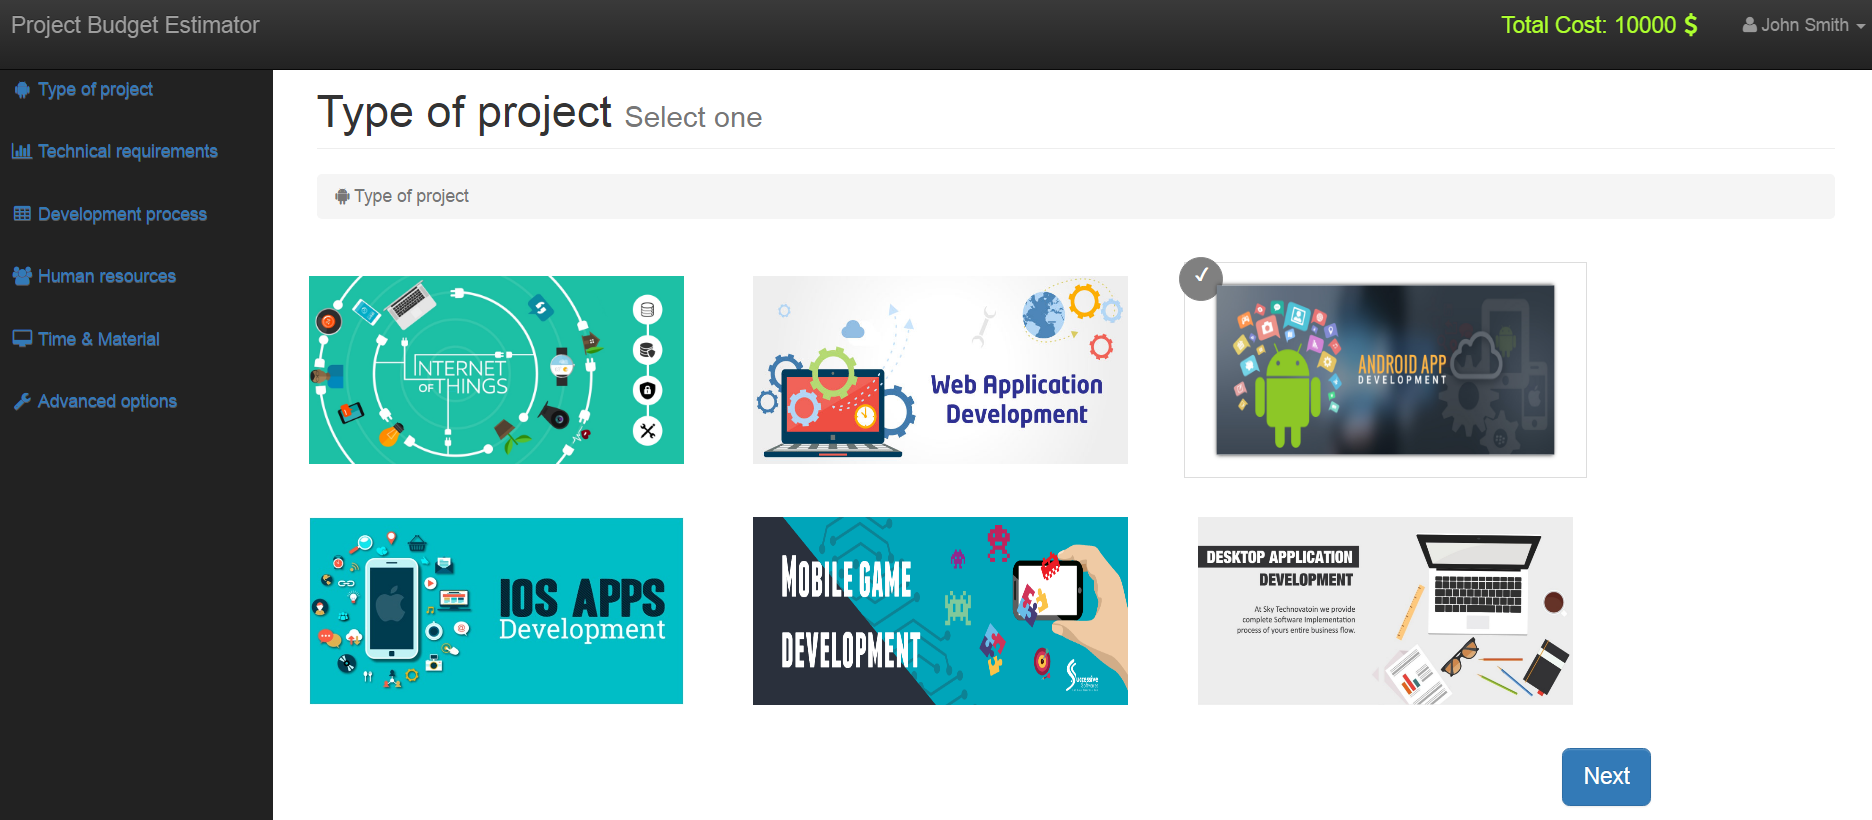 Project Budget Estimator
Total Cost: 10000 $
John Smith
Type of project
Technical requirements
Development process
Human resources
Time & Material
Advanced options
Type of project Select one
Type of project
INTERNET
OF THINGS
Web Application
Development
ANDROID APP
DEVELOPMENT
IOS APPS
Development
MOBILE GAME
DEVELOPMENT
Successive
Software
DESKTOP APPLICATION
DEVELOPMENT
At Sky Technovatoin we provide
complete Software Implementation
process of yours entire business flow.
Next